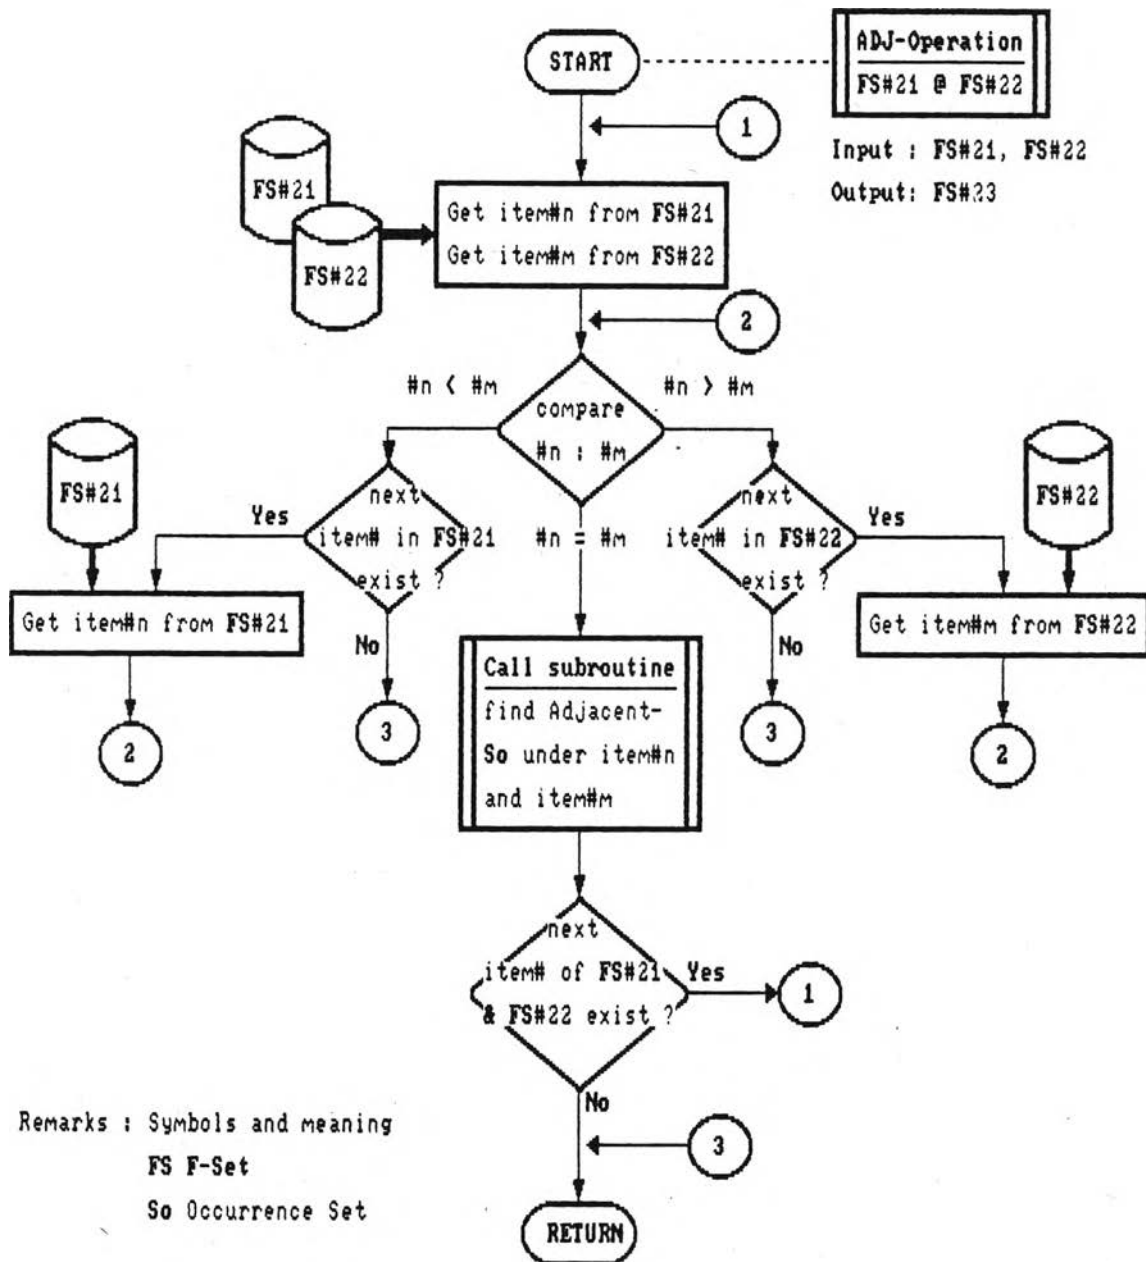 START
ADJ-Operation
FS#21 @ FS#22
1
Input : FS#21, FS#22
Output: FS#23
FS#21
FS#22
Get item#n from FS#21
Get item#m from FS#22
2
#n < #m
#n > #m
compare
#n : #m
FS#21
Yes
next
item# in FS#21
exist ?
#n = #m
next
item# in FS#22
exist ?
Yes
FS#22
Get item#n from FS#21
No
Call subroutine
find Adjacent-
So under item#n
and item#m
No
Get item#m from FS#22
2
3
3
2
next
item# of FS#21
& FS#22 exist ?
Yes
1
No
3
Remarks : Symbols and meaning
FS F-Set
So Occurrence Set
RETURN